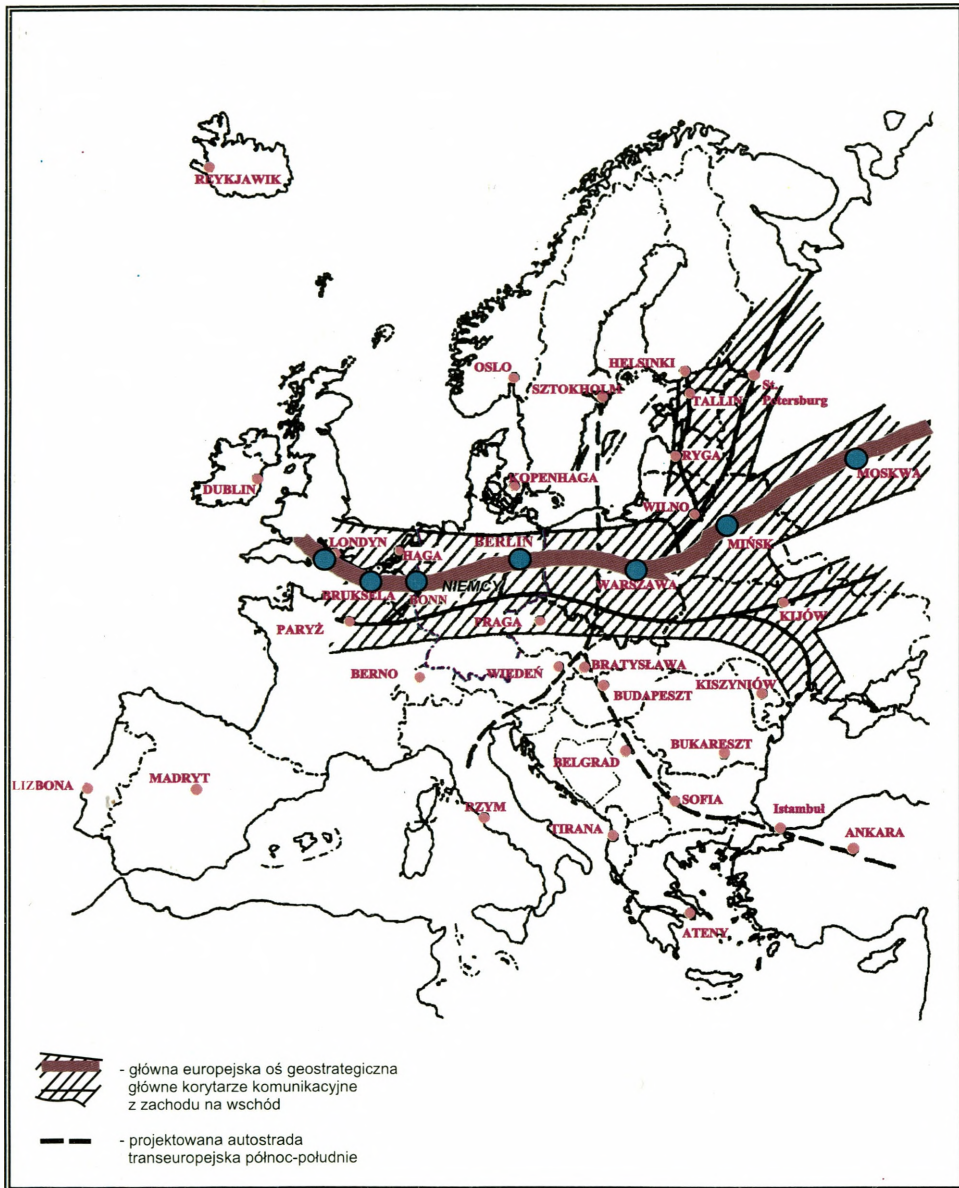 REYKJAWIK
OSLO
HELSINKI
SZTOKHOLM
TALLIN
St.
Petersburg
RYGA
MOSKWA
DUBLIN
KOPENHAGA
WILNO
MIŃSK
LONDYN
HAGA
BERLIN
BRUKSELA
BONN
NIEMCY
WARSZAWA
KIJÓW
PARYŻ
PRAGA
BERNO
WIEDEŃ
BRATYSŁAWA
BUDAPESZT
KISZYNIÓW
BELGRAD
BUKARESZT
LIZBONA
MADRYT
RZYM
SOFIA
TIRANA
Istambuł
ANKARA
ATENY
- główna europejska oś geostrategiczna
główne korytarze komunikacyjne
z zachodu na wschód
- projektowana autostrada
transeuropejska północ-południe